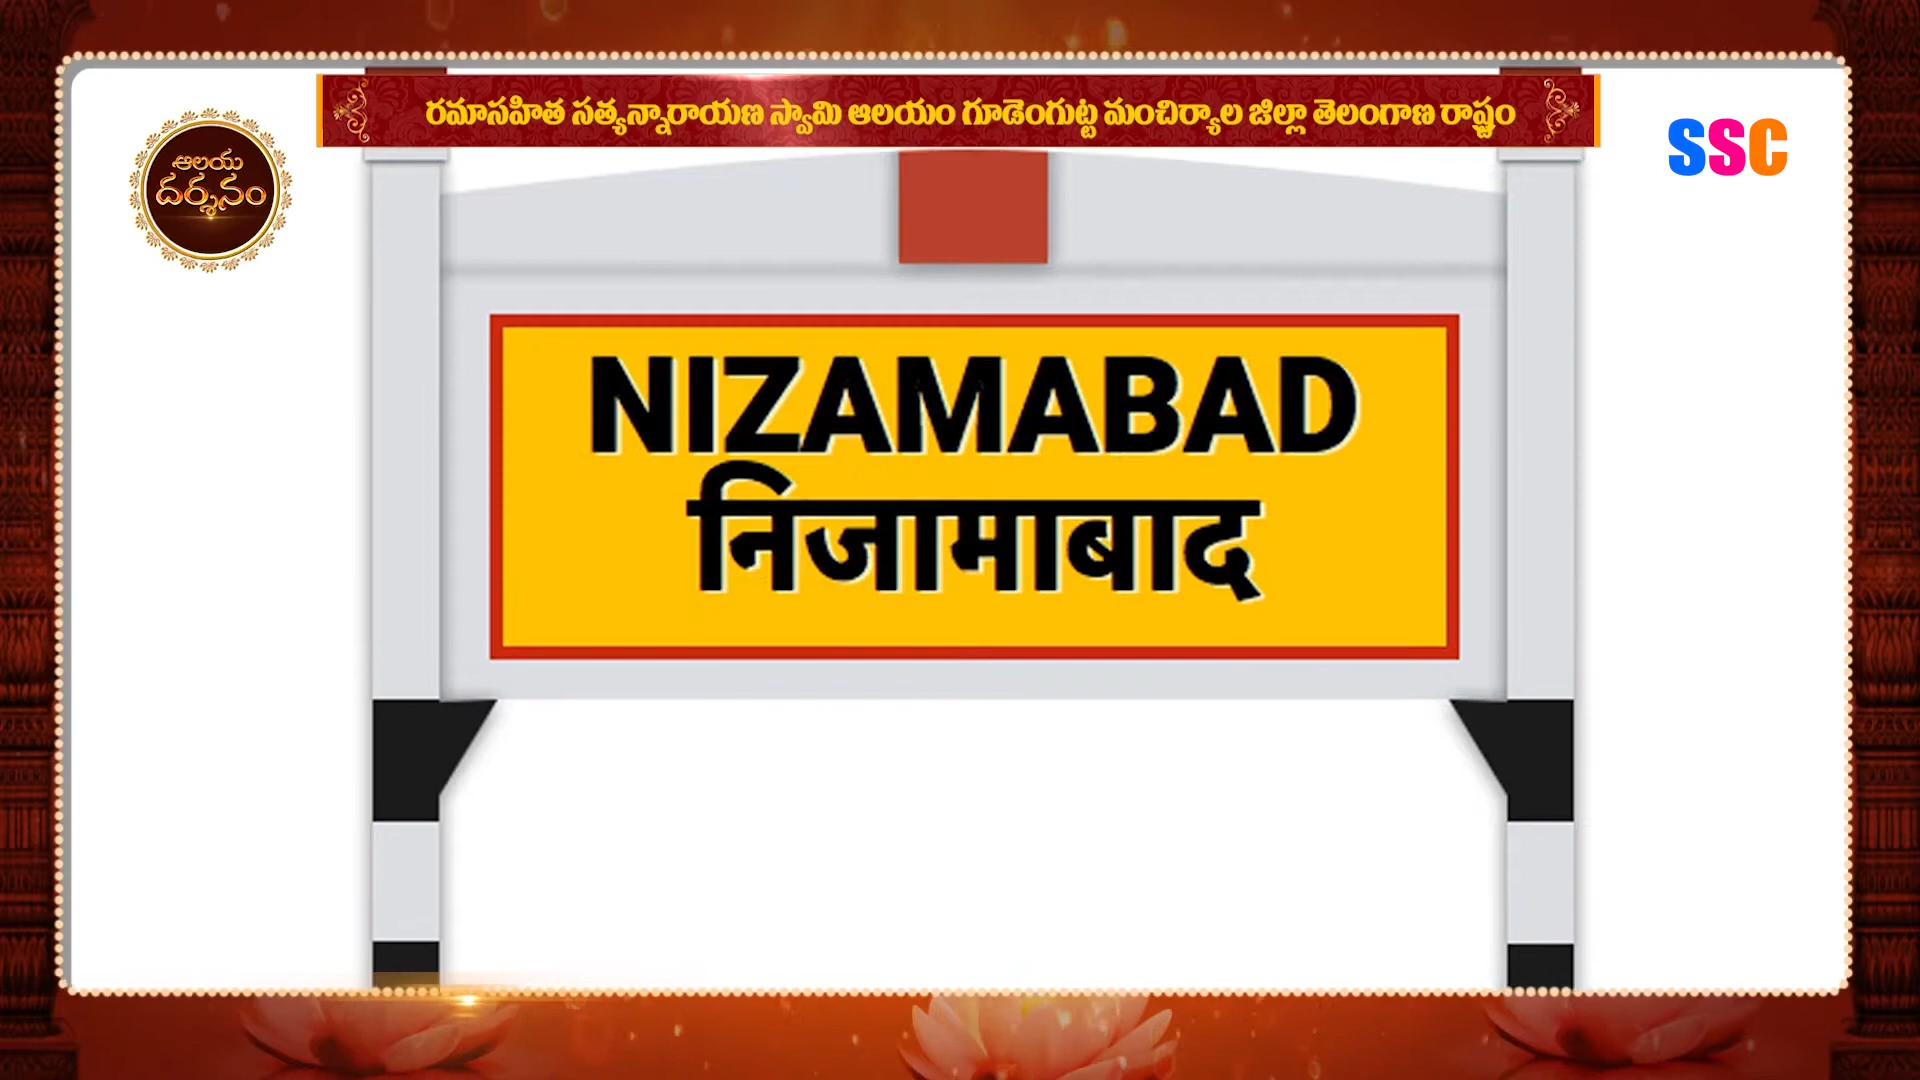 రమాసహిత సత్యన్నారాయణ స్వామి ఆలయం గూడెంగుట్ట మంచిర్యాల జిల్లా తెలంగాణ రాష్ట్రం
ఆలయ
దర్శనం
SSC
NIZAMABAD
निजामाबाद